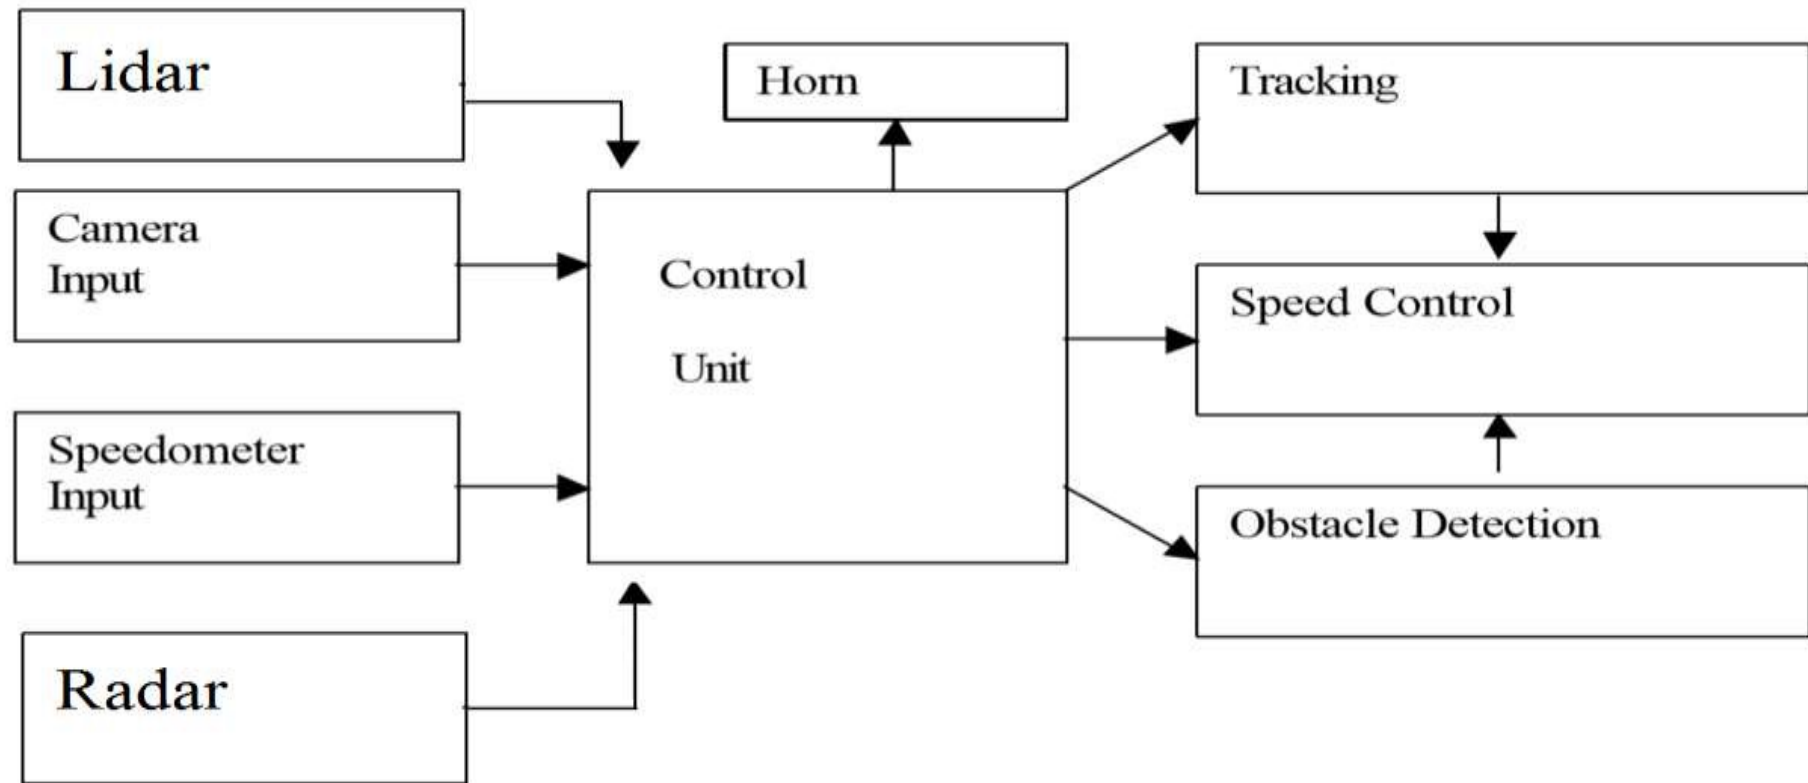 Lidar
Horn
Tracking
Camera
Input
Control
Unit
Speed Control
Speedometer
Input
Obstacle Detection
Radar